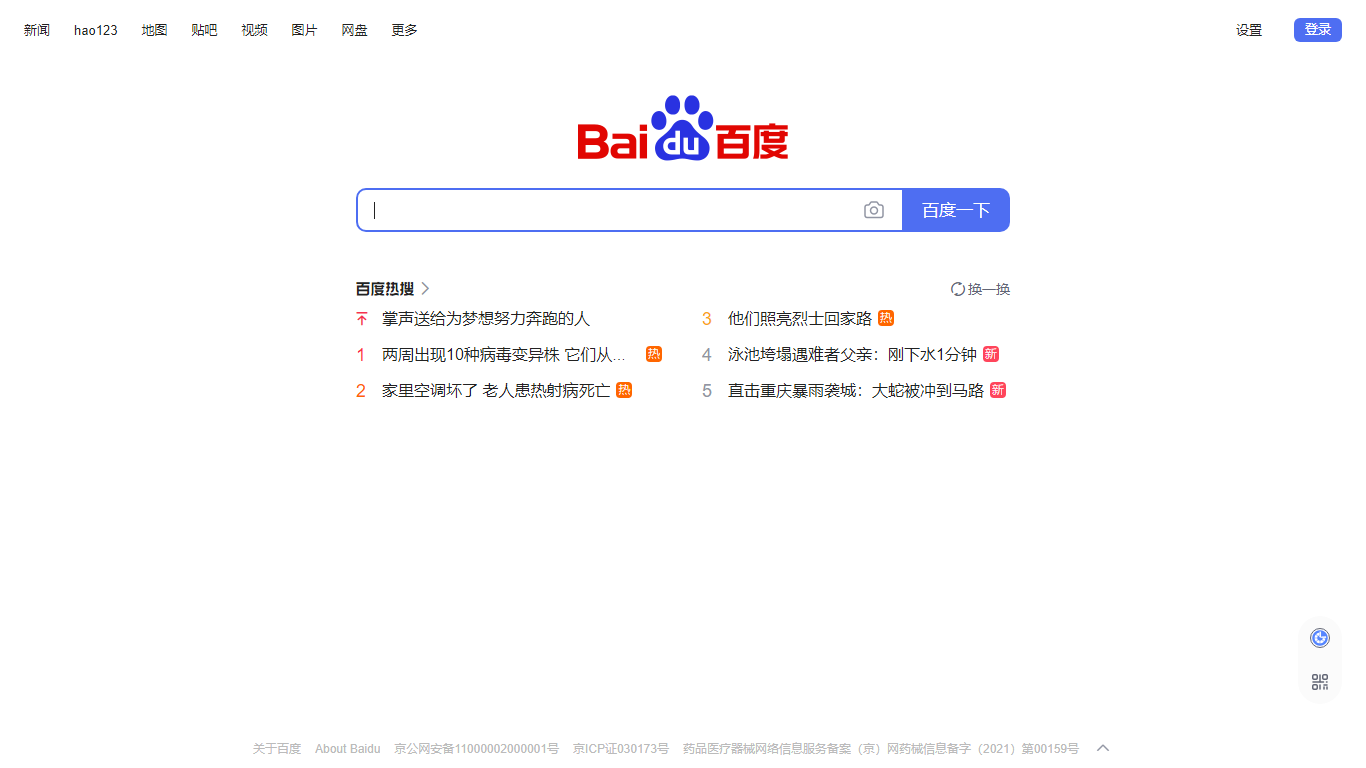 新闻 hao123 地图 贴吧 视频 图片 网盘 更多 设置 登录
Bai du 百度
百度一下
百度热搜 换一换
掌声送给为梦想努力奔跑的人
1 两周出现10种病毒变异株 它们从... 热
2 家里空调坏了 老人患热射病死亡 热
3 他们照亮烈士回家路 热
4 泳池垮塌遇难者父亲：刚下水1分钟 新
5 直击重庆暴雨袭城：大蛇被冲到马路 新
关于百度 About Baidu 京公网安备11000002000001号 京ICP证030173号 药品医疗器械网络信息服务备案（京）网药械信息备字（2021）第00159号